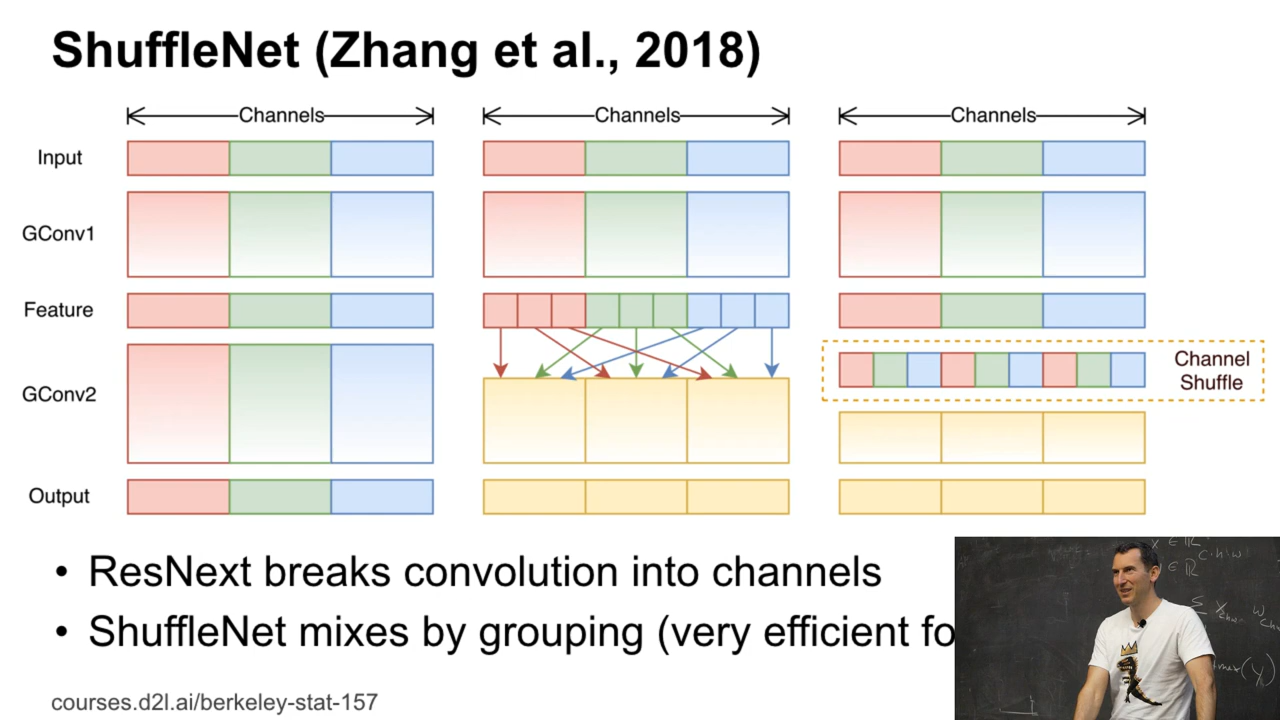 ShuffleNet (Zhang et al., 2018)
Channels Channels Channels
Input
GConv1
Feature
Channel
Shuffle
GConv2
Output
• ResNext breaks convolution into channels
• ShuffleNet mixes by grouping (very efficient fo
courses.d2l.ai/berkeley-stat-157